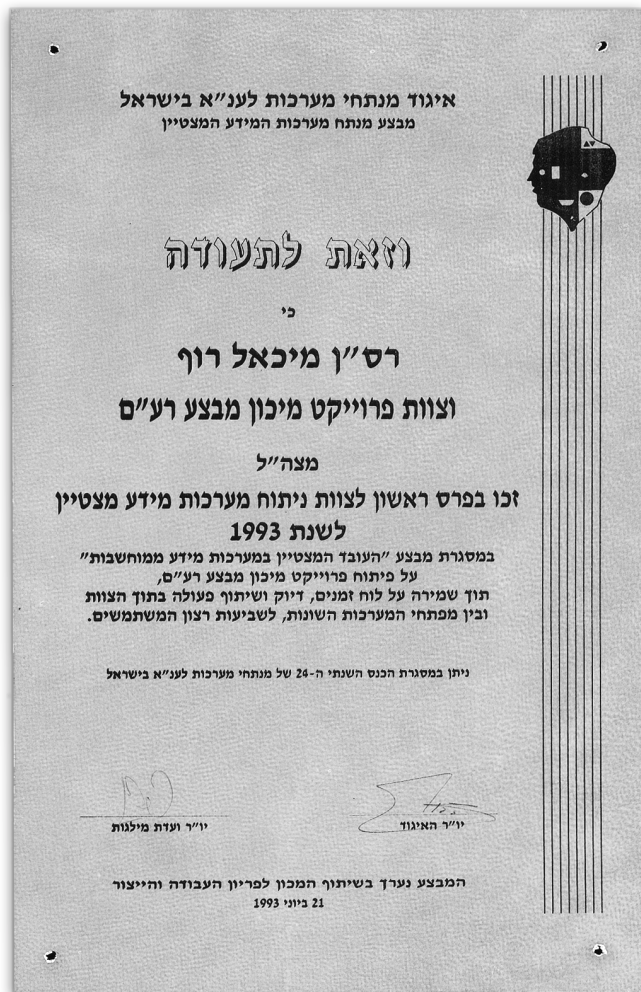 איגוד מנתחי מערכות לענ"א בישראל
מבצע מנתח מערכות המידע המצטיין
וזאת לתעודה
כי
רס"ן מיכאל רוף
וצוות פרוייקט מיכון מבצע רע"ם
מצה"ל
זכו בפרס ראשון לצוות ניתוח מערכות מידע מצטיין
לשנת 1993
במסגרת מבצע "העובד המצטיין במערכות מידע ממוחשבות"
על פיתוח פרוייקט מיכון מבצע רע"ם,
תוך שמירה על לוח זמנים, דיוק ושיתוף פעולה בתוך הצוות
ובין מפתחי המערכות השונות, לשביעות רצון המשתמשים.
ניתן במסגרת הכנס השנתי ה-24 של מנתחי מערכות לענ"א בישראל
יו"ר האיגוד
יו"ר ועדת מילגות
המבצע נערך בשיתוף המכון לפריון העבודה והייצור
21 ביוני 1993